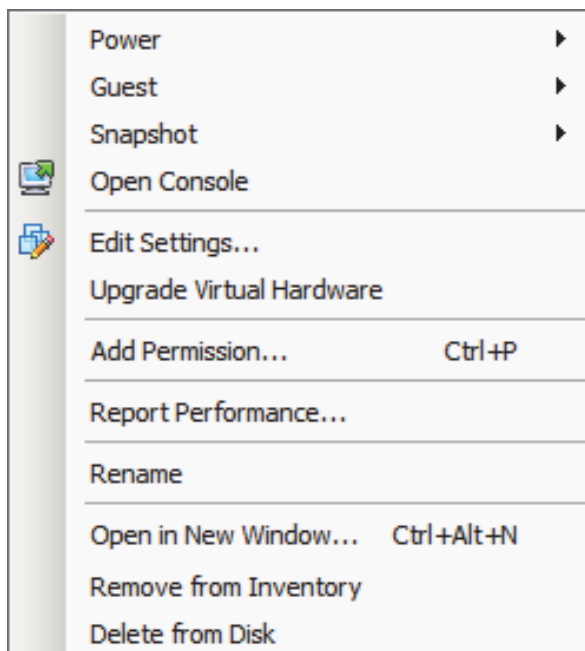 Power
Guest
Snapshot
Open Console
Edit Settings...
Upgrade Virtual Hardware
Add Permission... Ctrl+P
Report Performance...
Rename
Open in New Window... Ctrl+Alt+N
Remove from Inventory
Delete from Disk